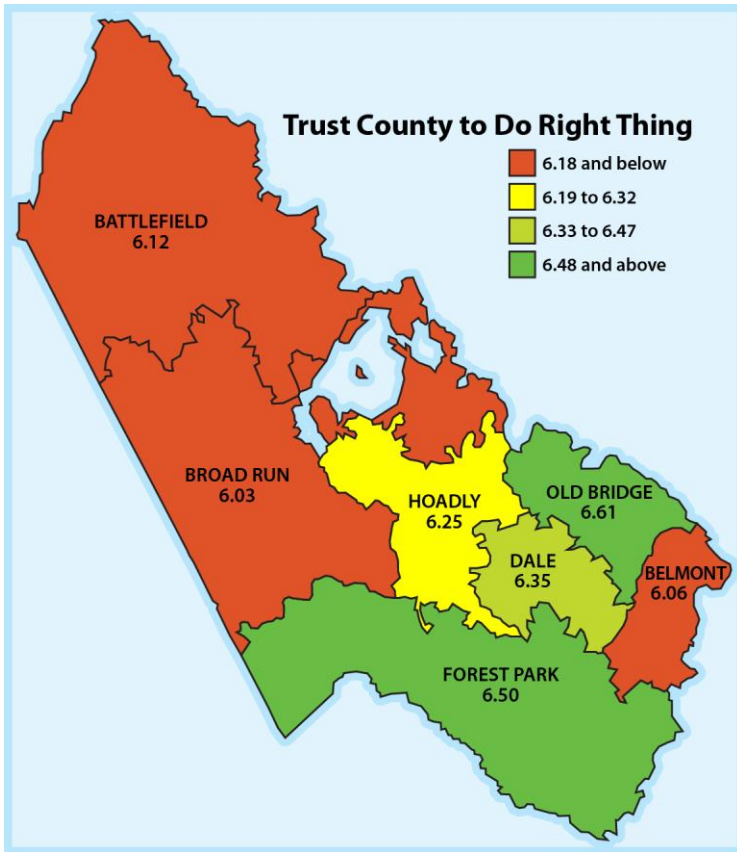 Trust County to Do Right Thing
6.18 and below
6.19 to 6.32
6.33 to 6.47
6.48 and above
BATTLEFIELD
6.12
BROAD RUN
6.03
HOADLY
6.25
OLD BRIDGE
6.61
DALE
6.35
BELMONT
6.06
FOREST PARK
6.50